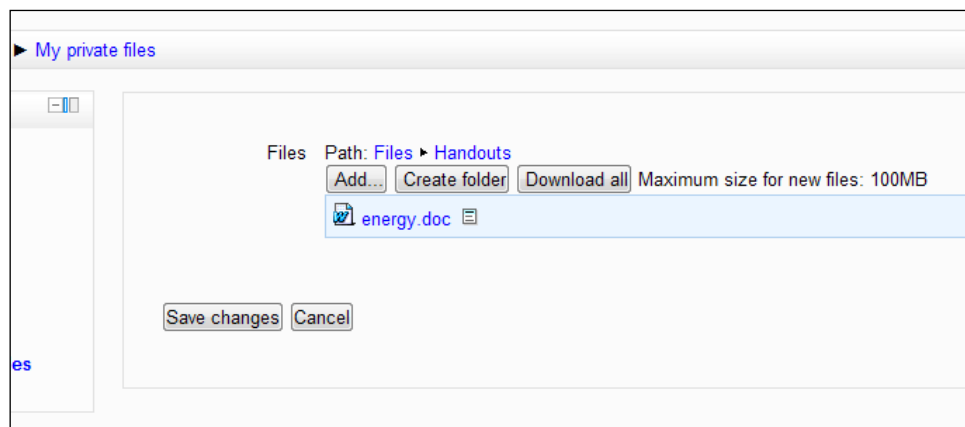 ► My private files
Files Path: Files ▸ Handouts
Add... Create folder Download all Maximum size for new files: 100MB
energy.doc
Save changes Cancel
es